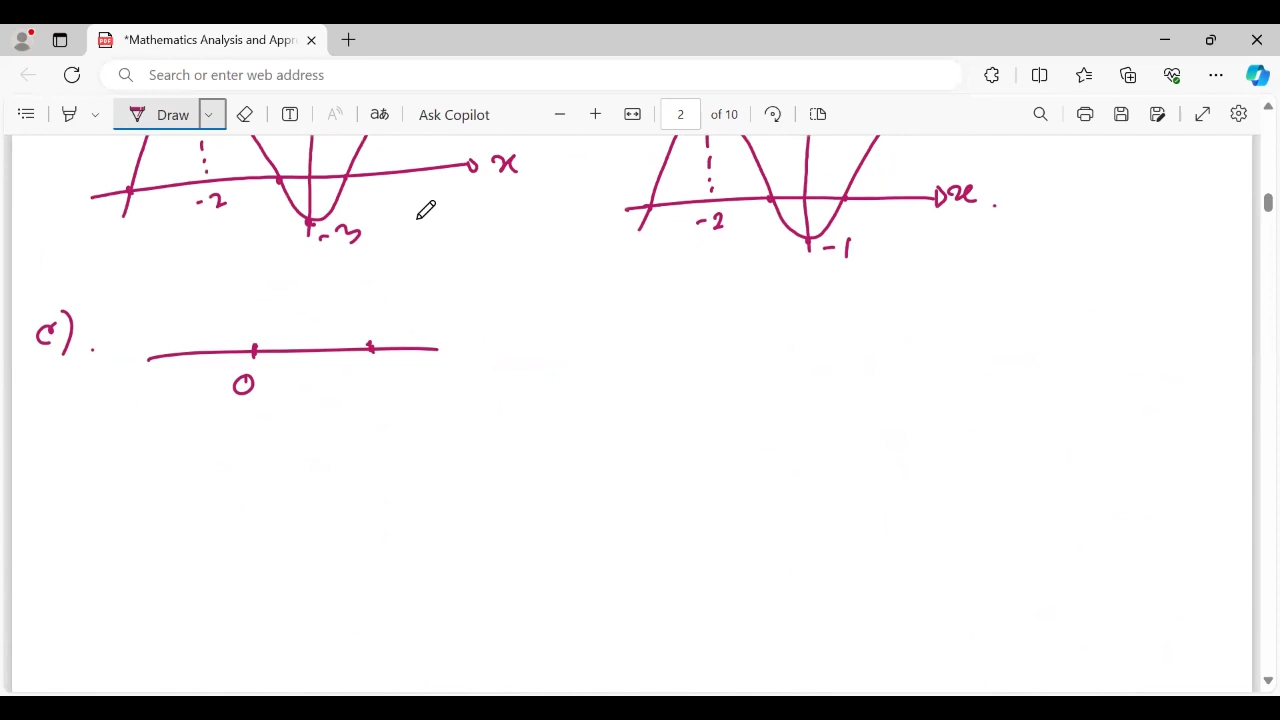 *Mathematics Analysis and Appr
Search or enter web address
Draw
Ask Copilot
2 of 10
x
x.
-2
-2
-3
-1
c).
0